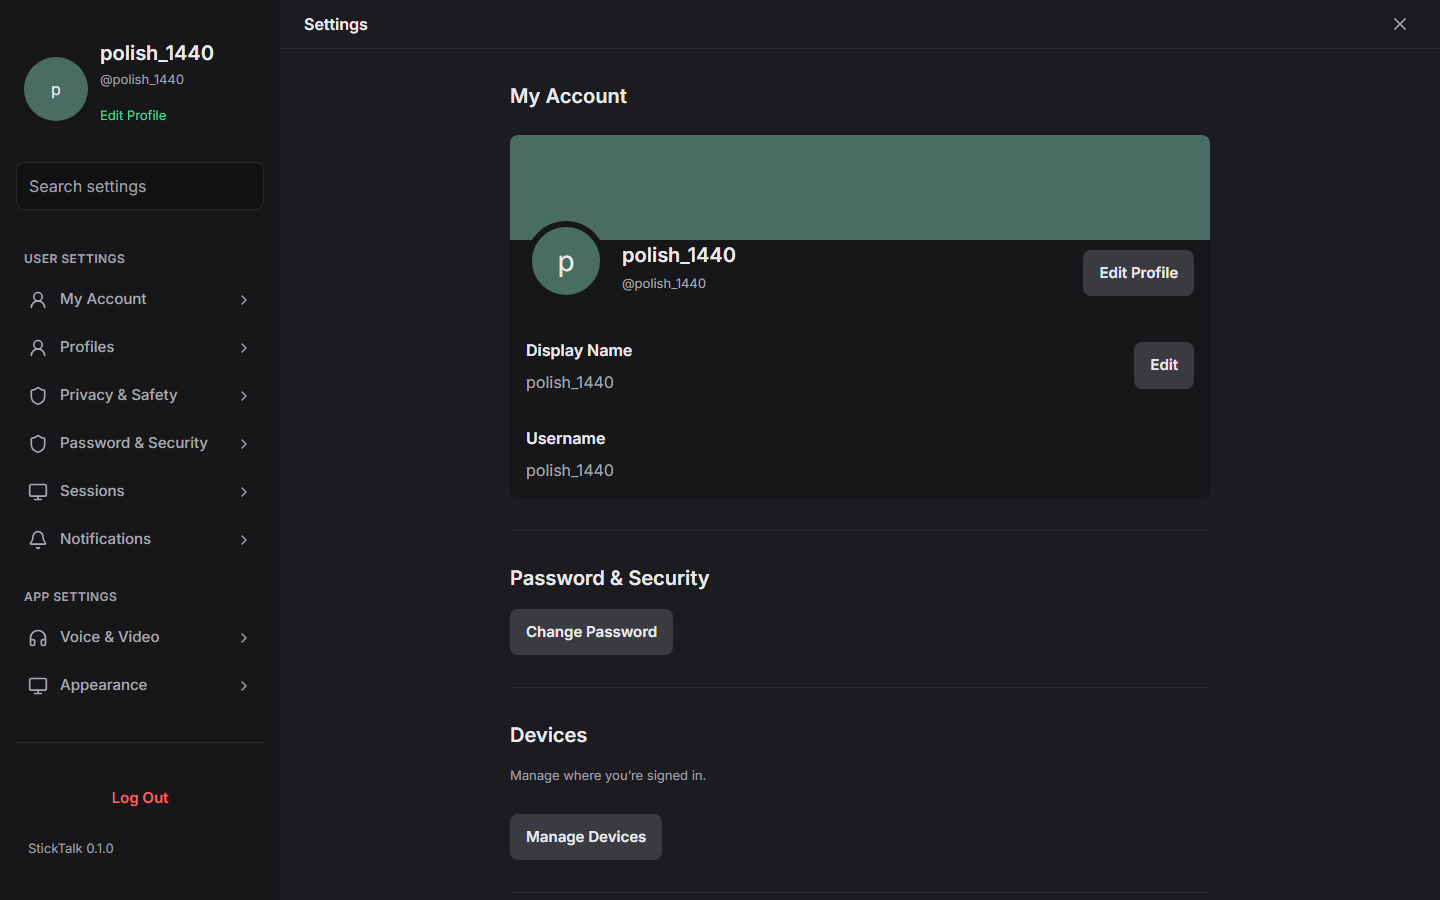 polish_1440
@polish_1440
p
Edit Profile
Search settings
USER SETTINGS
My Account
Profiles
Privacy & Safety
Password & Security
Sessions
Notifications
APP SETTINGS
Voice & Video
Appearance
Log Out
StickTalk 0.1.0
Settings
My Account
p
polish_1440
@polish_1440
Edit Profile
Display Name
polish_1440
Edit
Username
polish_1440
Password & Security
Change Password
Devices
Manage where you’re signed in.
Manage Devices